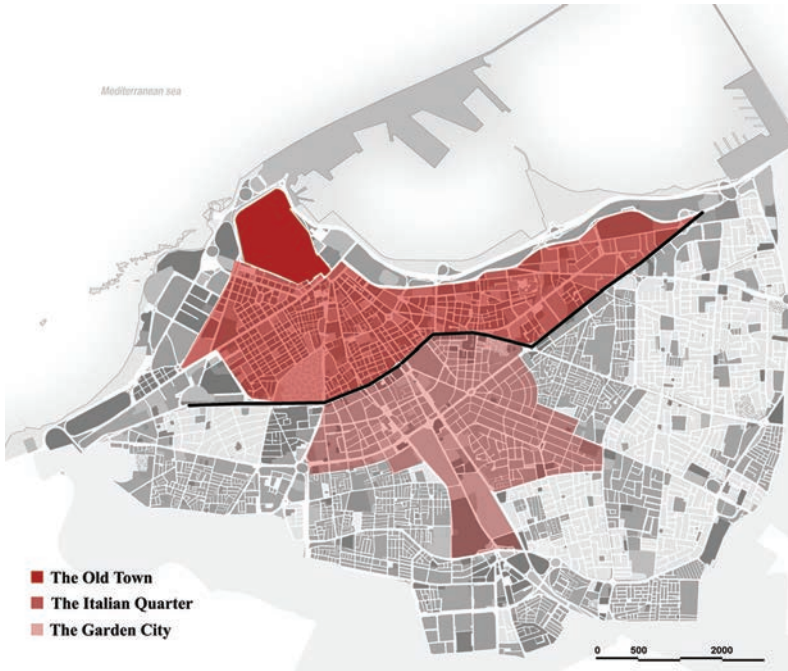 Mediterranean sea
The Old Town
The Italian Quarter
The Garden City
0 500 2000